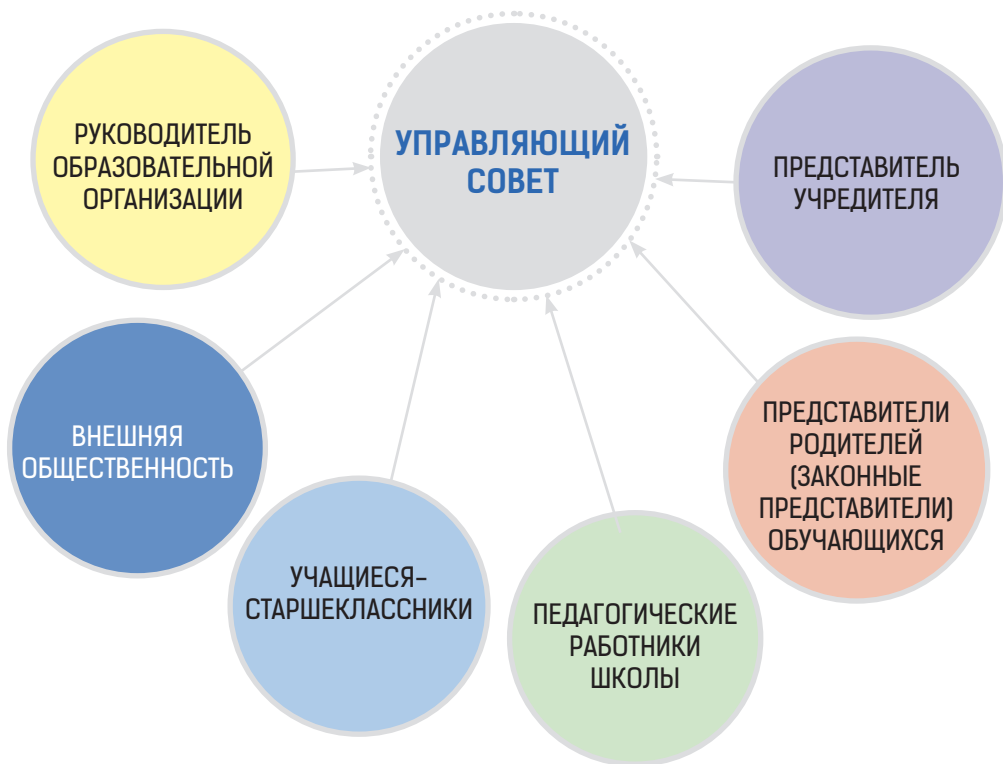 РУКОВОДИТЕЛЬ
ОБРАЗОВАТЕЛЬНОЙ
ОРГАНИЗАЦИИ
УПРАВЛЯЮЩИЙ
СОВЕТ
ПРЕДСТАВИТЕЛЬ
УЧРЕДИТЕЛЯ
ВНЕШНЯЯ
ОБЩЕСТВЕННОСТЬ
УЧАЩИЕСЯ–
СТАРШЕКЛАССНИКИ
ПЕДАГОГИЧЕСКИЕ
РАБОТНИКИ
ШКОЛЫ
ПРЕДСТАВИТЕЛИ
РОДИТЕЛЕЙ
(ЗАКОННЫЕ
ПРЕДСТАВИТЕЛИ)
ОБУЧАЮЩИХСЯ